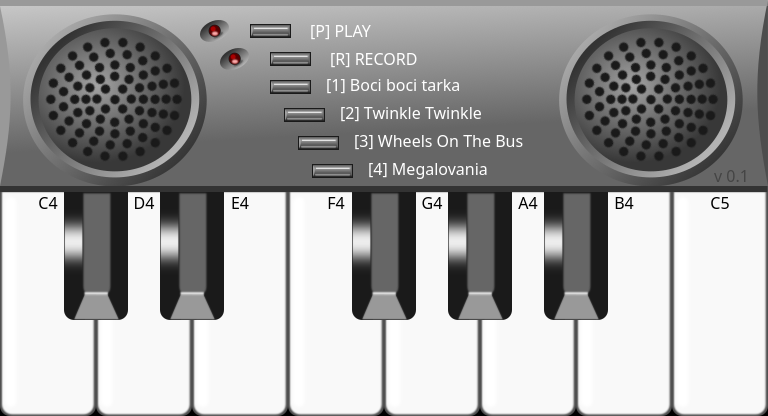 [P] PLAY
[R] RECORD
[1] Boci boci tarka
[2] Twinkle Twinkle
[3] Wheels On The Bus
[4] Megalovania
v 0.1
C4 D4 E4 F4 G4 A4 B4 C5